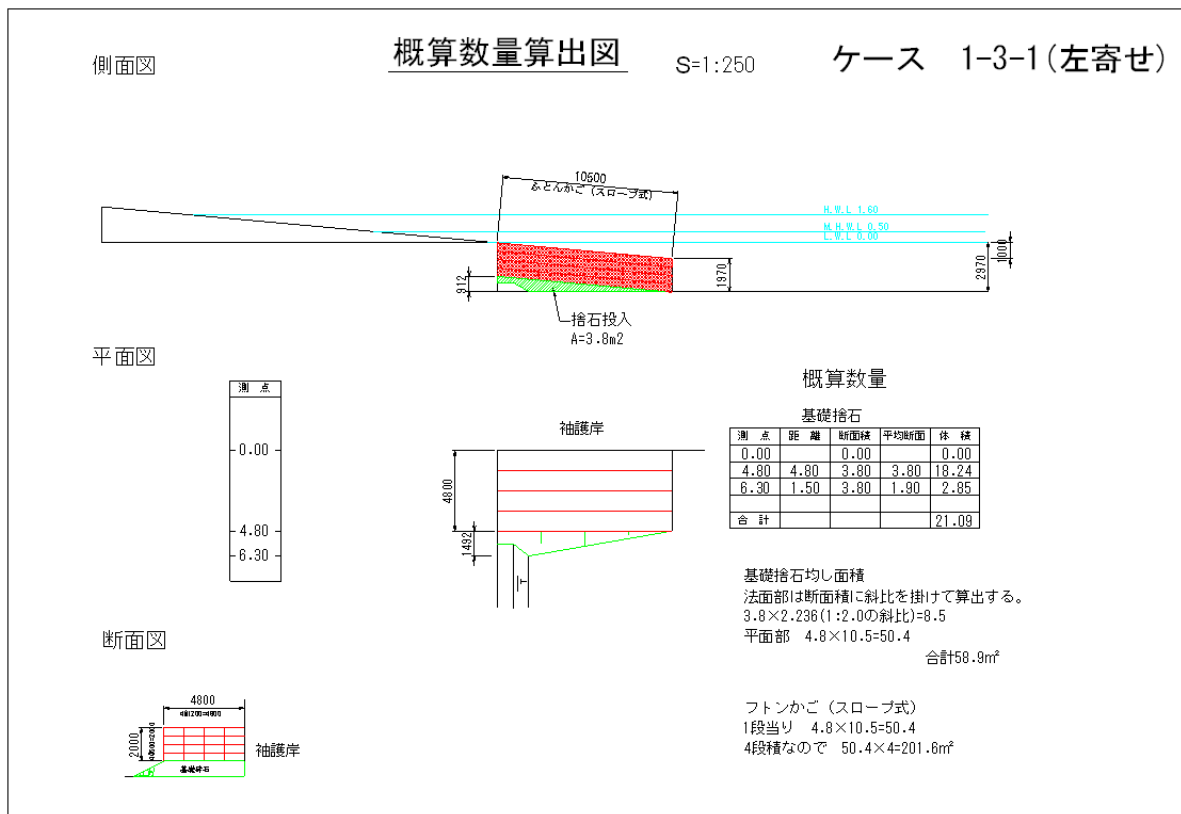 側面図
概算数量算出図
S=1:250
ケース 1-3-1(左寄せ)
10500
ふとんかご (スロープ式)
H.W.L 1.60
M.H.W.L 0.50
L.W.L 0.00
912
1970
1000
2970
捨石投入
A=3.8m2
平面図
測 点
0.00
4.80
6.30
袖護岸
4800
1492
概算数量
基礎捨石
測 点 距 離 断面積 平均断面 体 積
0.00 0.00 0.00
4.80 4.80 3.80 3.80 18.24
6.30 1.50 3.80 1.90 2.85
合 計 21.09
基礎捨石均し面積
法面部は断面積に斜比を掛けて算出する。
3.8×2.236(1:2.0の斜比)=8.5
平面部 4.8×10.5=50.4
合計58.9㎡
断面図
4800
2000
袖護岸
基礎砕石
フトンかご (スロープ式)
1段当り 4.8×10.5=50.4
4段積なので 50.4×4=201.6㎡